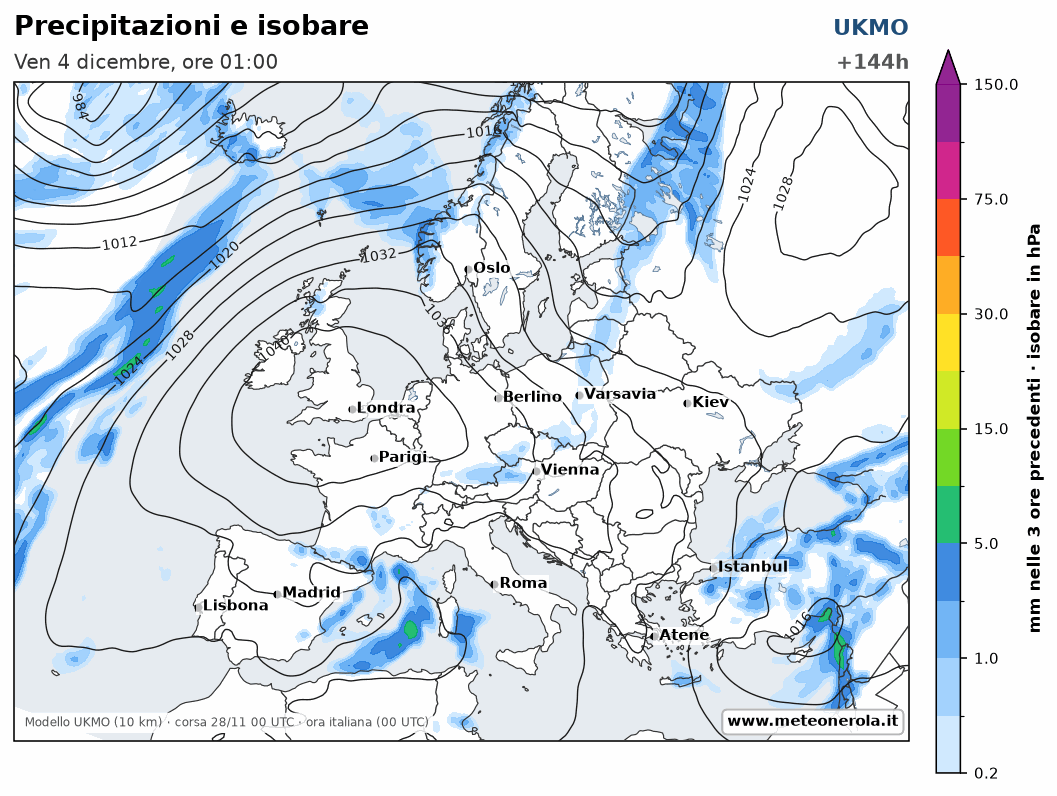 Precipitazioni e isobare
UKMO
Ven 4 dicembre, ore 01:00
+144h
984
1016
1024
1028
1012
1020
1032
1036
1028
1024
1016
Oslo
Londra
Berlino
Varsavia
Kiev
Parigi
Vienna
Madrid
Lisbona
Roma
Istanbul
Atene
Modello UKMO (10 km) · corsa 28/11 00 UTC · ora italiana (00 UTC)
www.meteonerola.it
150.0
75.0
30.0
15.0
5.0
1.0
0.2
mm nelle 3 ore precedenti · isobare in hPa